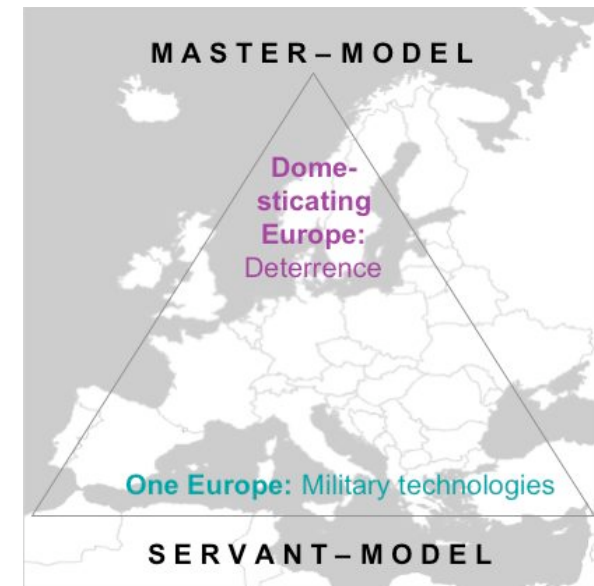 MASTER–MODEL
Dome-
sticating
Europe:
Deterrence
One Europe: Military technologies
SERVANT–MODEL